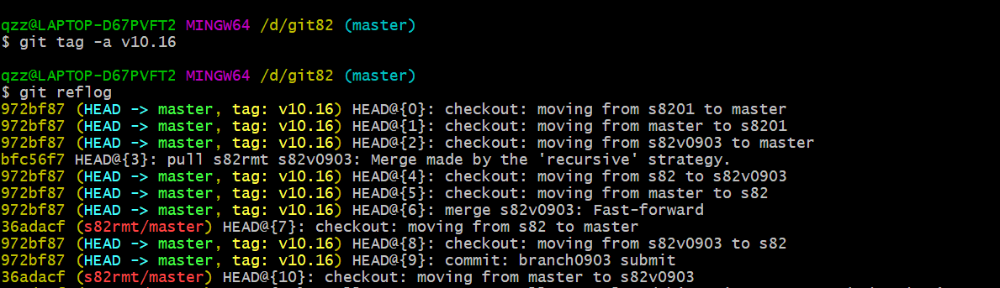 qzz@LAPTOP-D67PVFT2 MINGW64 /d/git82 (master)
$ git tag -a v10.16
qzz@LAPTOP-D67PVFT2 MINGW64 /d/git82 (master)
$ git reflog
972bf87 (HEAD -> master, tag: v10.16) HEAD@{0}: checkout: moving from s8201 to master
972bf87 (HEAD -> master, tag: v10.16) HEAD@{1}: checkout: moving from master to s8201
972bf87 (HEAD -> master, tag: v10.16) HEAD@{2}: checkout: moving from s82v0903 to master
bfc56f7 HEAD@{3}: pull s82rmt s82v0903: Merge made by the 'recursive' strategy.
972bf87 (HEAD -> master, tag: v10.16) HEAD@{4}: checkout: moving from s82 to s82v0903
972bf87 (HEAD -> master, tag: v10.16) HEAD@{5}: checkout: moving from master to s82
972bf87 (HEAD -> master, tag: v10.16) HEAD@{6}: merge s82v0903: Fast-forward
36adacf (s82rmt/master) HEAD@{7}: checkout: moving from s82 to master
972bf87 (HEAD -> master, tag: v10.16) HEAD@{8}: checkout: moving from s82v0903 to s82
972bf87 (HEAD -> master, tag: v10.16) HEAD@{9}: commit: branch0903 submit
36adacf (s82rmt/master) HEAD@{10}: checkout: moving from master to s82v0903